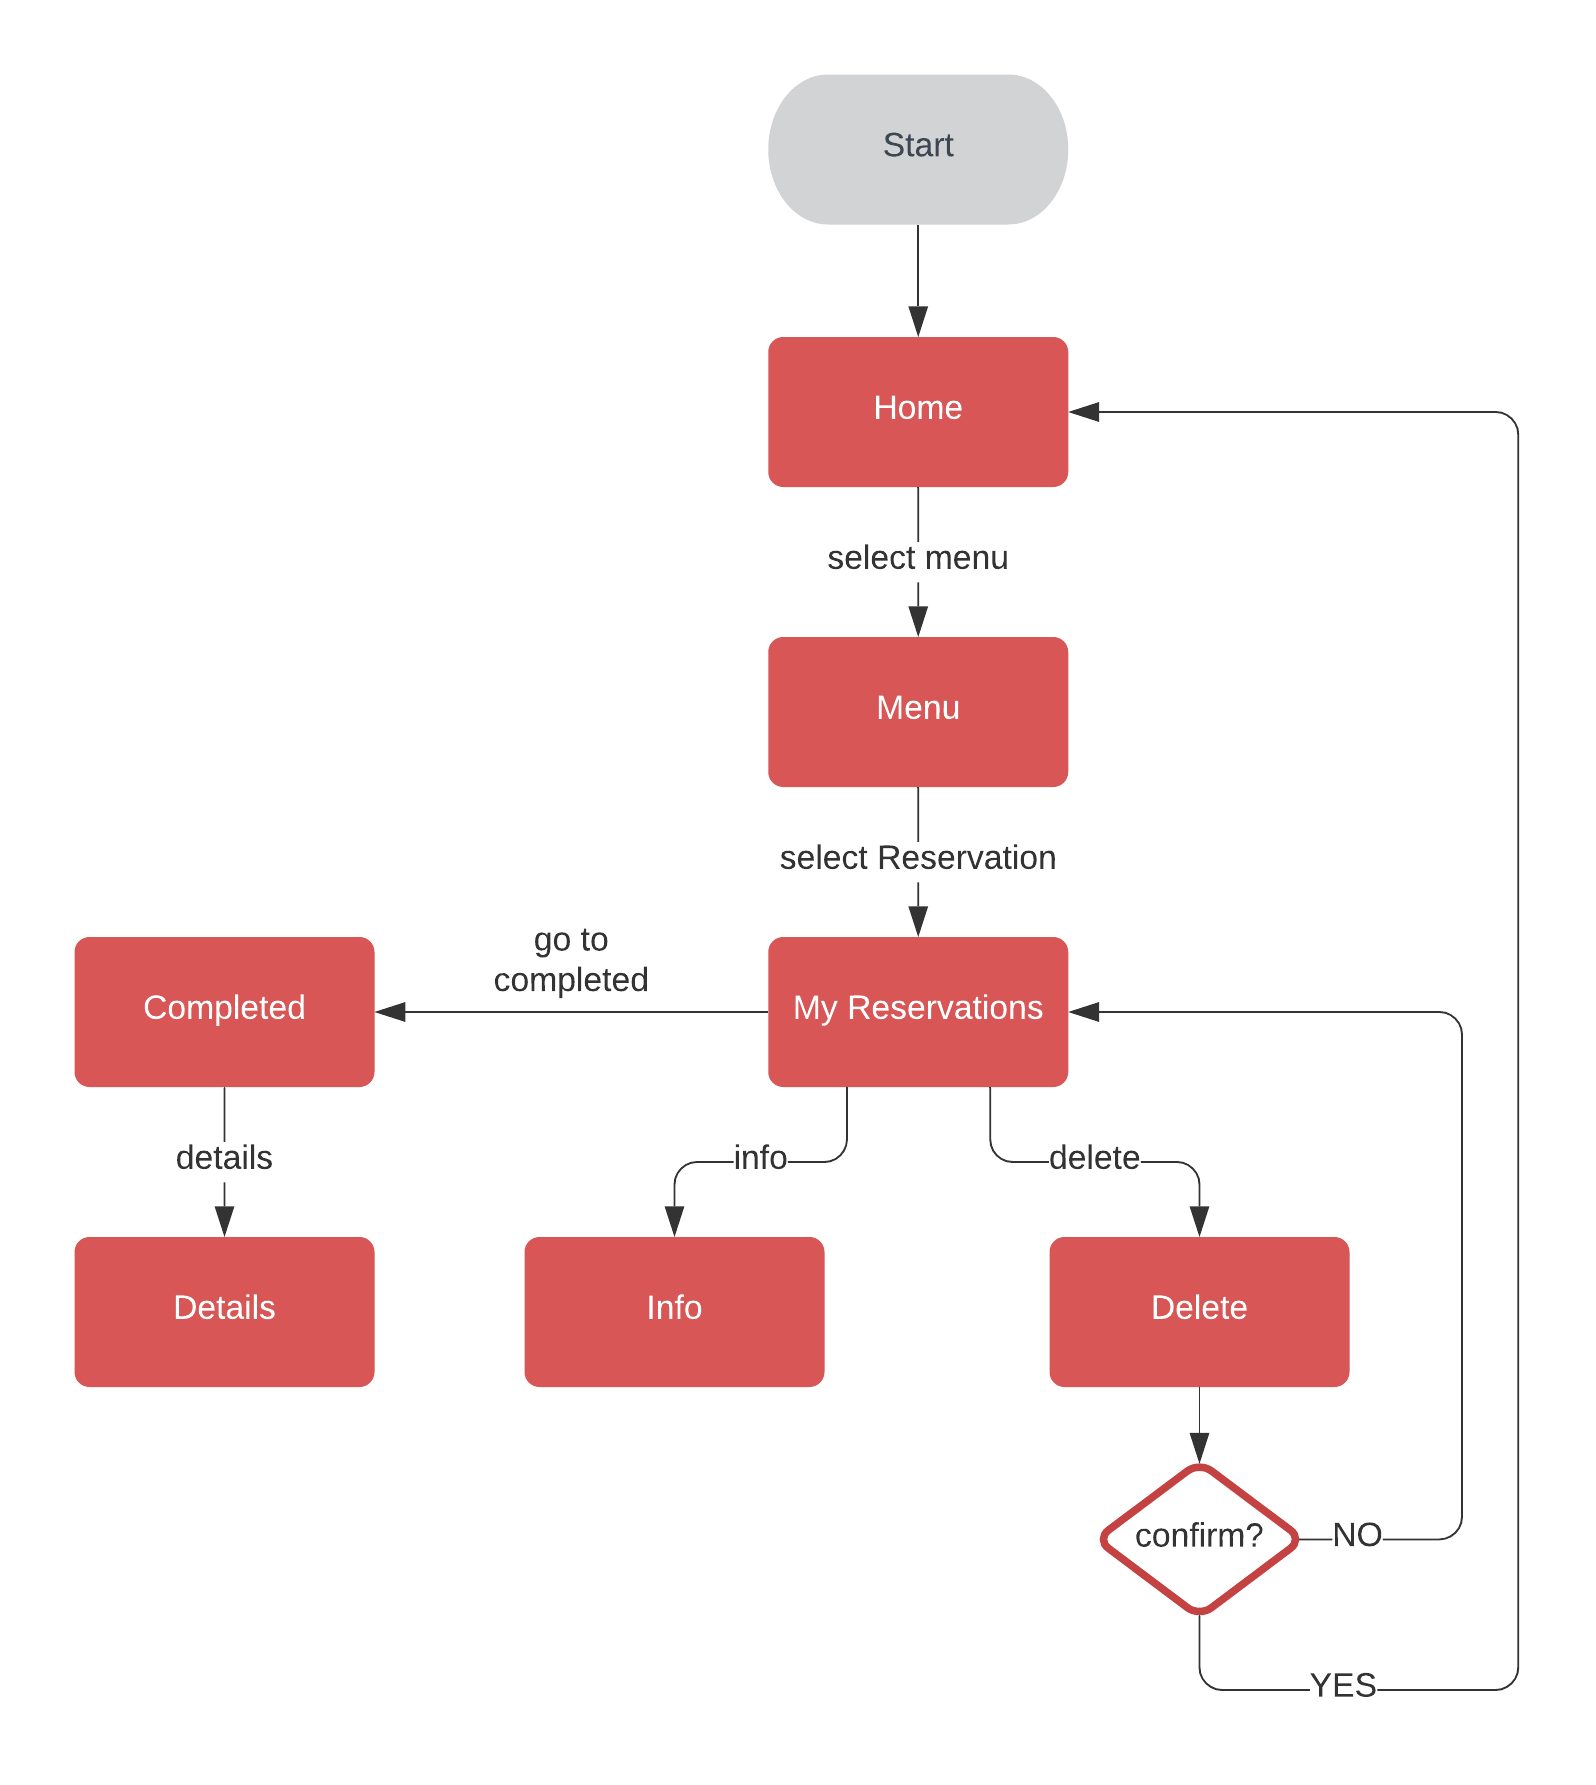 Start
Home
select menu
Menu
select Reservation
go to
completed
Completed
My Reservations
details
info
delete
Details
Info
Delete
confirm?
NO
YES